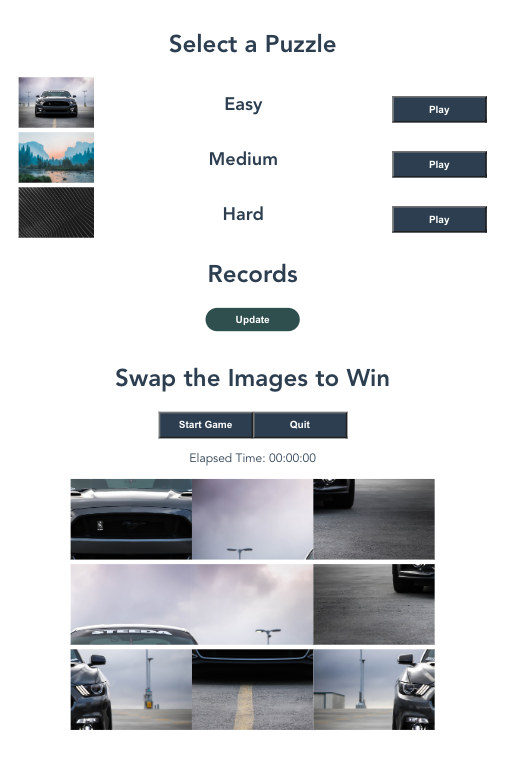 Select a Puzzle
Easy
Play
Medium
Play
Hard
Play
Records
Update
Swap the Images to Win
Start Game
Quit
Elapsed Time: 00:00:00
STEEDA